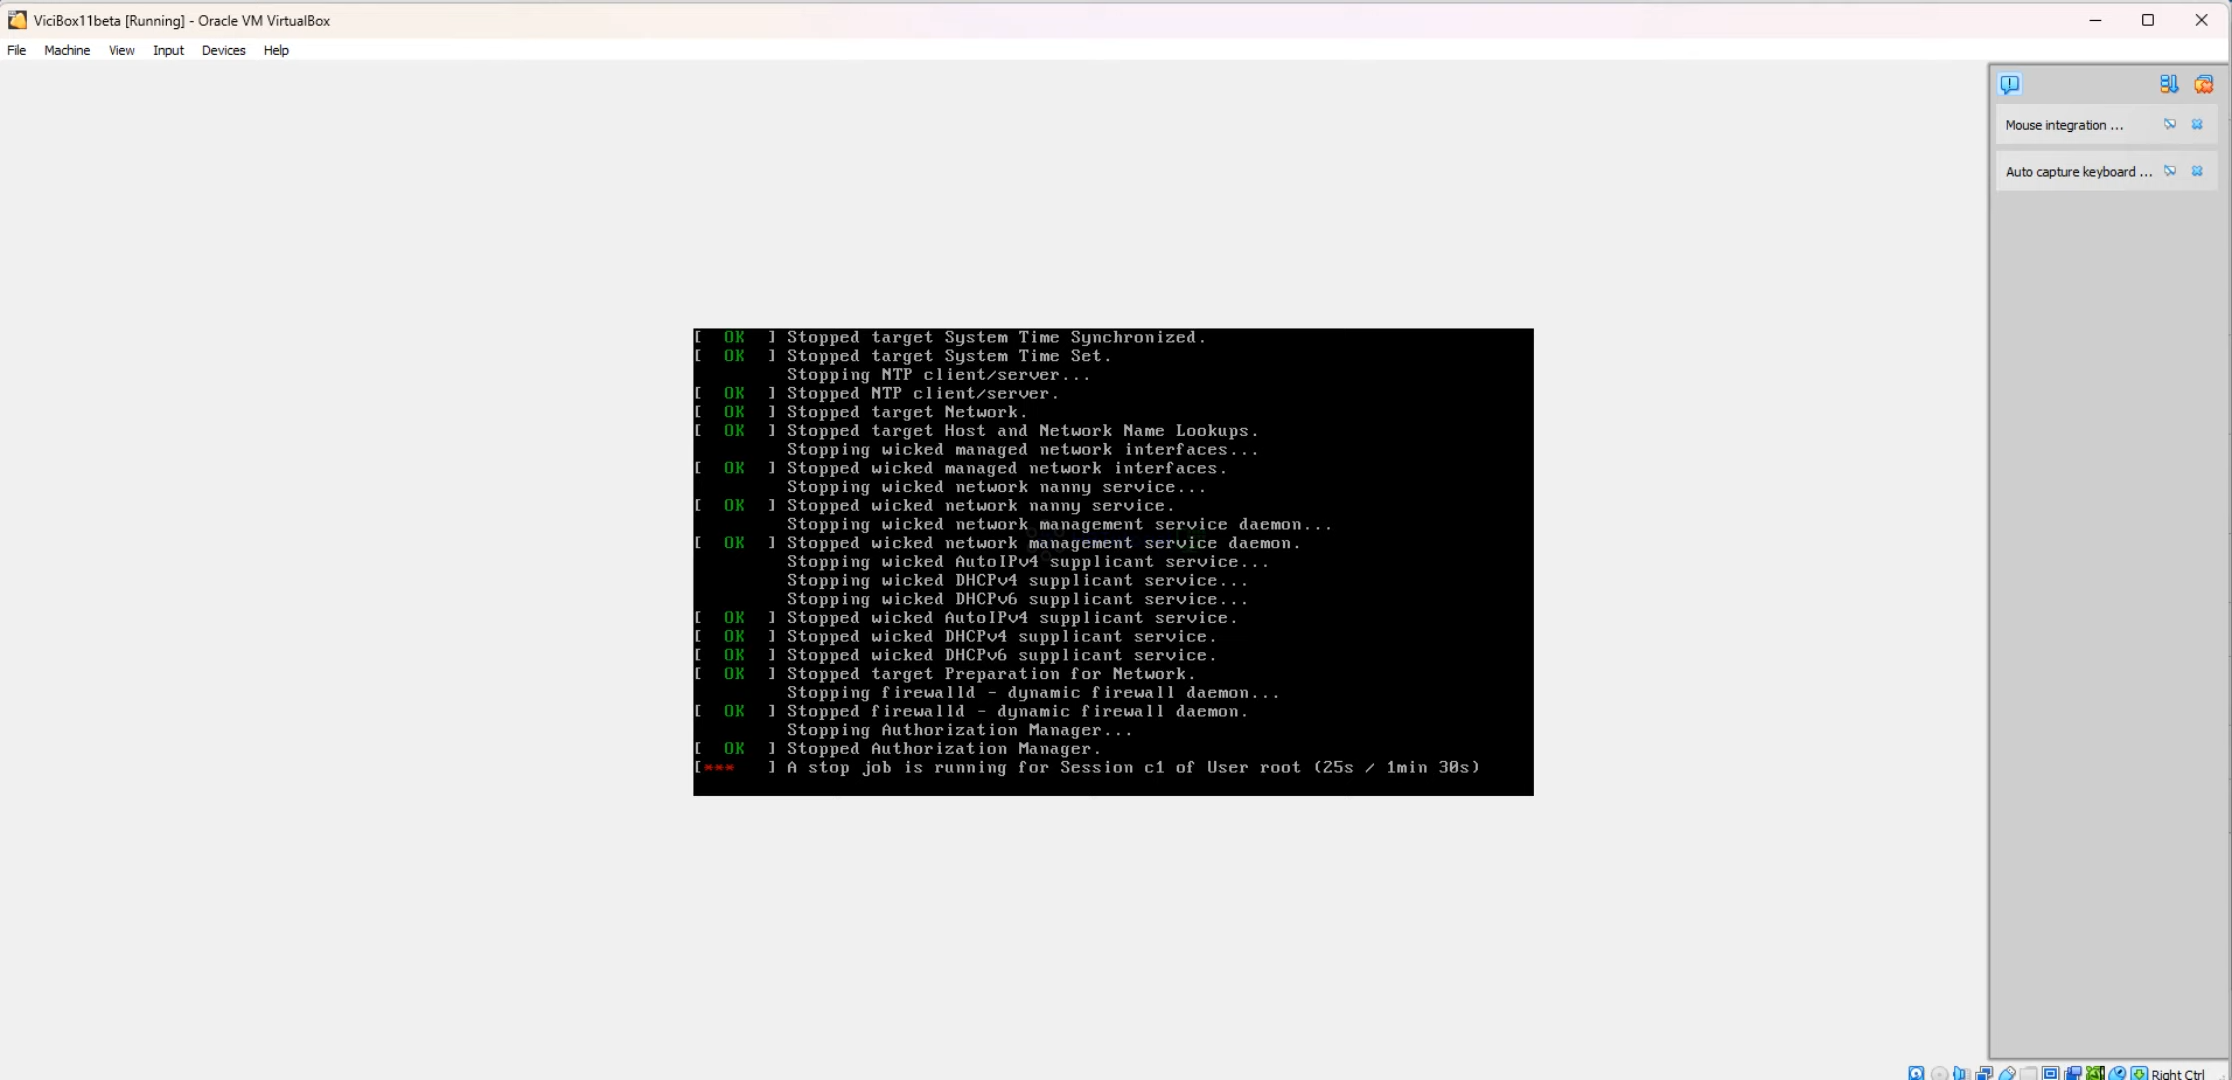 ViciBox11beta [Running] - Oracle VM VirtualBox
File Machine View Input Devices Help
Mouse integration ...
Auto capture keyboard ...
[ OK ] Stopped target System Time Synchronized.
[ OK ] Stopped target System Time Set.
Stopping NTP client/server...
[ OK ] Stopped NTP client/server.
[ OK ] Stopped target Network.
[ OK ] Stopped target Host and Network Name Lookups.
Stopping wicked managed network interfaces...
[ OK ] Stopped wicked managed network interfaces.
Stopping wicked network nanny service...
[ OK ] Stopped wicked network nanny service.
Stopping wicked network management service daemon...
[ OK ] Stopped wicked network management service daemon.
Stopping wicked AutoIPv4 supplicant service...
Stopping wicked DHCPv4 supplicant service...
Stopping wicked DHCPv6 supplicant service...
[ OK ] Stopped wicked AutoIPv4 supplicant service.
[ OK ] Stopped wicked DHCPv4 supplicant service.
[ OK ] Stopped wicked DHCPv6 supplicant service.
[ OK ] Stopped target Preparation for Network.
Stopping firewalld - dynamic firewall daemon...
[ OK ] Stopped firewalld - dynamic firewall daemon.
Stopping Authorization Manager...
[ OK ] Stopped Authorization Manager.
[*** ] A stop job is running for Session c1 of User root (25s / 1min 30s)
Right Ctrl